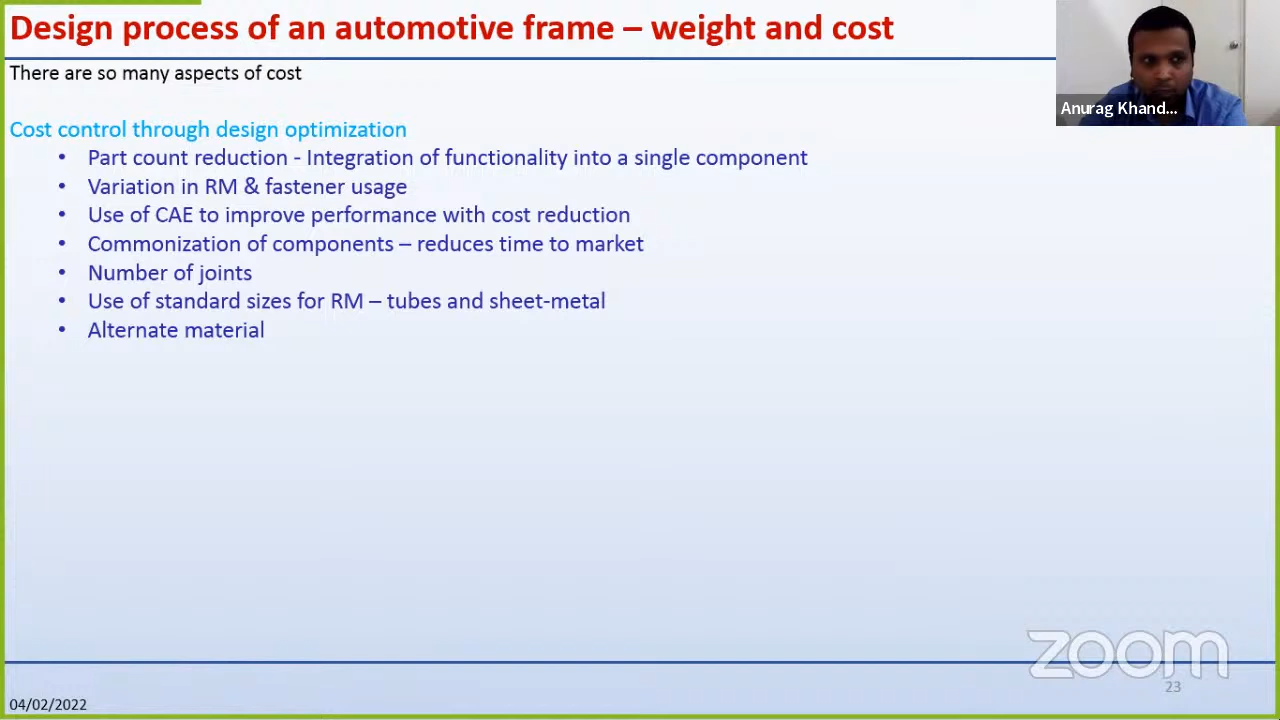 Design process of an automotive frame – weight and cost
There are so many aspects of cost
Anurag Khand...
Cost control through design optimization
• Part count reduction - Integration of functionality into a single component
• Variation in RM & fastener usage
• Use of CAE to improve performance with cost reduction
• Commonization of components – reduces time to market
• Number of joints
• Use of standard sizes for RM – tubes and sheet-metal
• Alternate material
zoom
23
04/02/2022